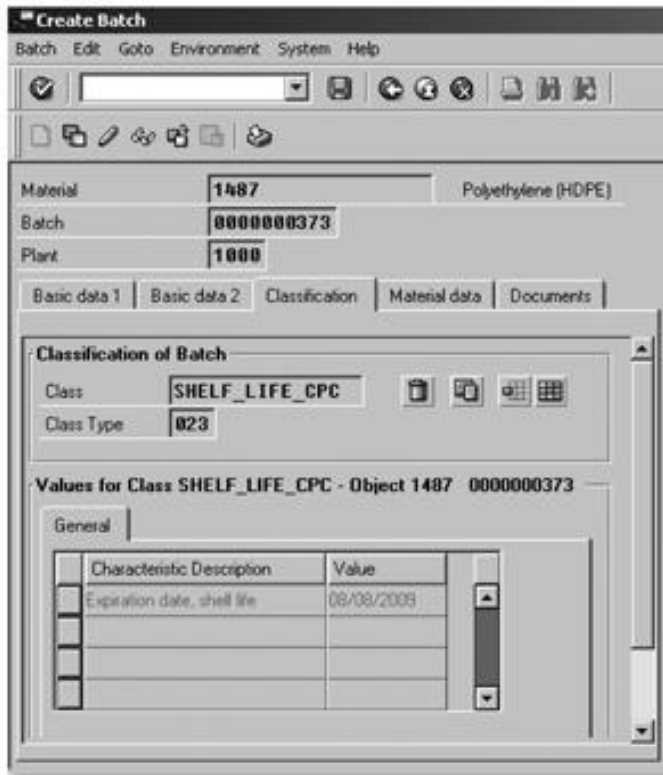 Create Batch
Batch Edit Goto Environment System Help
Material 1487 Polyethylene (HDPE)
Batch 0000000373
Plant 1000
Basic data 1 Basic data 2 Classification Material data Documents
Classification of Batch
Class SHELF_LIFE_CPC
Class Type 023
Values for Class SHELF_LIFE_CPC - Object 1487 0000000373
General
Characteristic Description Value
Expiration date, shelf life 08/08/2009